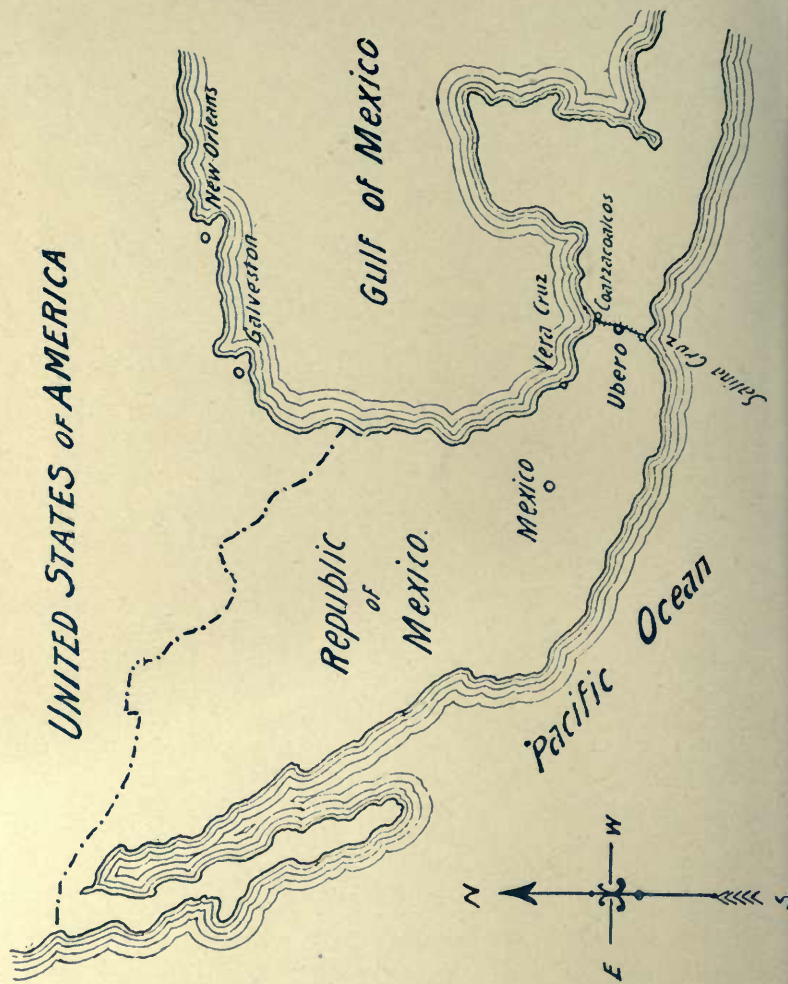 UNITED STATES OF AMERICA
New Orleans
Galveston
Gulf of Mexico
Republic
of
Mexico.
Mexico
Vera Cruz
Coatzacoalcos
Ubero
Salina Cruz
Pacific Ocean
N
E W
S